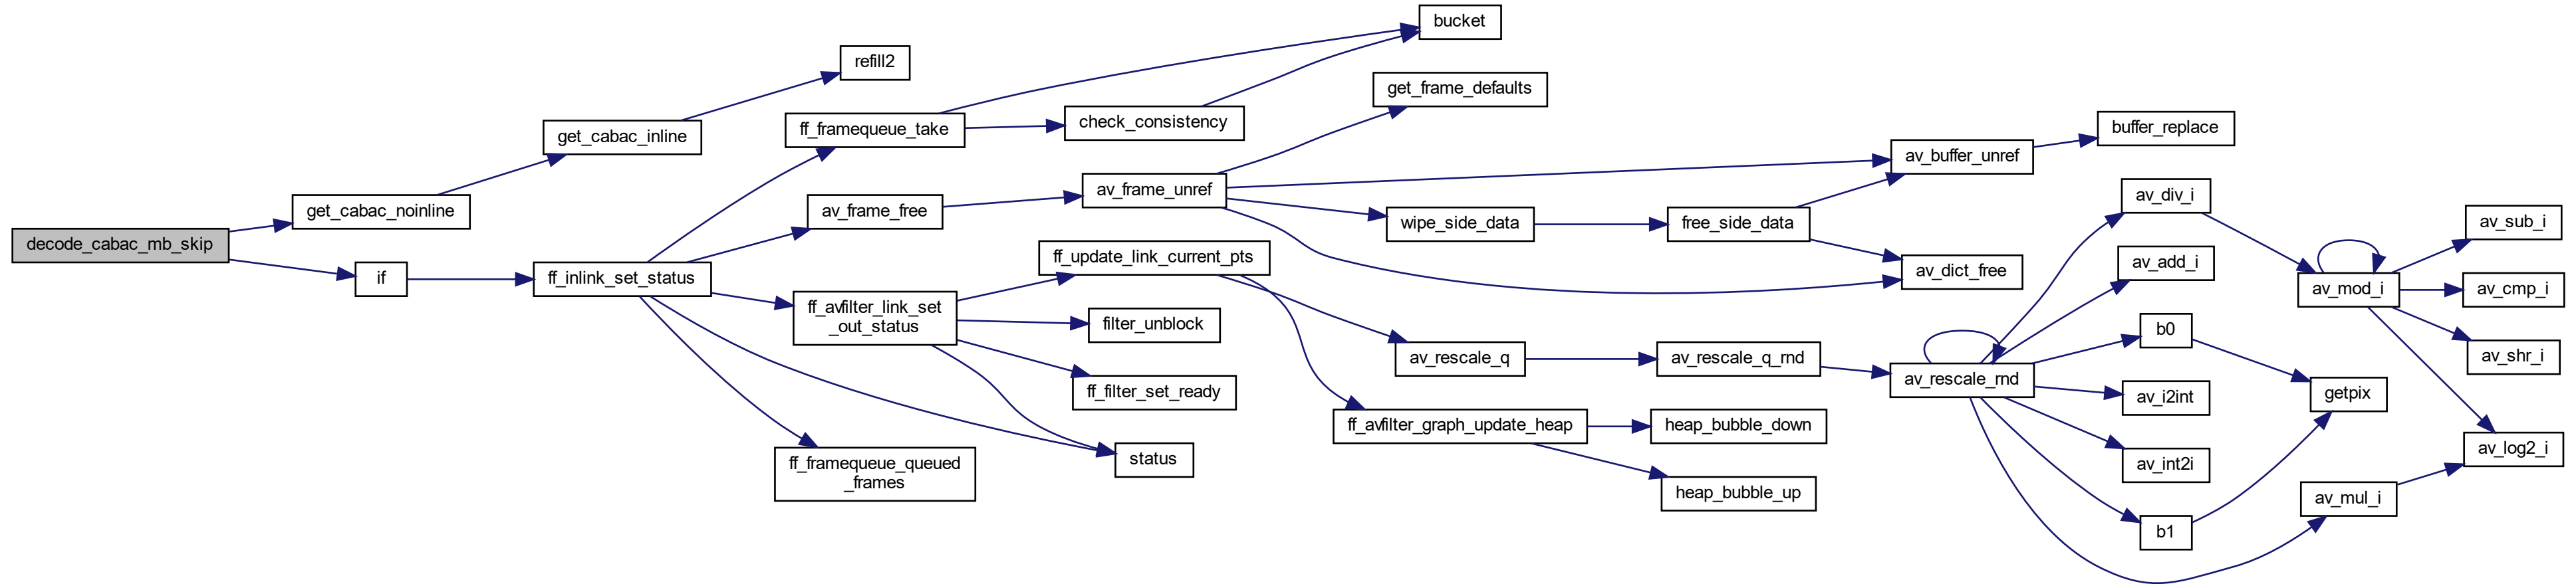 decode_cabac_mb_skip
get_cabac_noinline
get_cabac_inline
refill2
if
ff_inlink_set_status
ff_framequeue_take
bucket
check_consistency
av_frame_free
av_frame_unref
get_frame_defaults
av_buffer_unref
buffer_replace
wipe_side_data
free_side_data
av_dict_free
ff_avfilter_link_set
_out_status
ff_update_link_current_pts
filter_unblock
ff_filter_set_ready
status
ff_framequeue_queued
_frames
av_rescale_q
av_rescale_q_rnd
av_rescale_rnd
ff_avfilter_graph_update_heap
heap_bubble_down
heap_bubble_up
av_div_i
av_add_i
b0
av_i2int
av_int2i
b1
av_mod_i
getpix
av_mul_i
av_sub_i
av_cmp_i
av_shr_i
av_log2_i